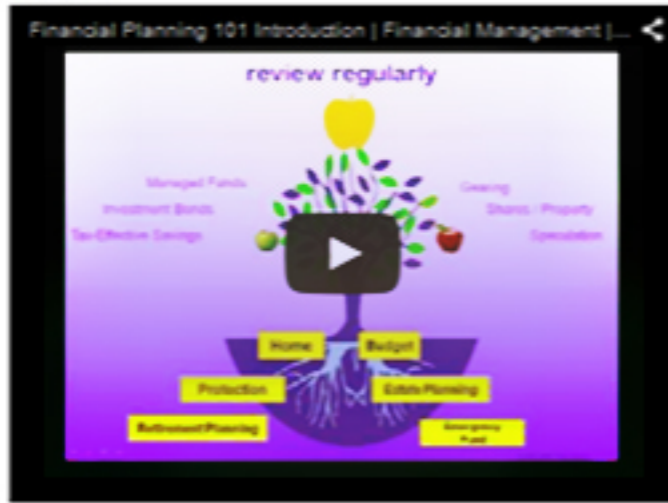 Financial Planning 101 Introduction | Financial Management |...
review regularly
Managed Funds
Gearing
Investment Bonds
Shares / Property
Tax-Effective Savings
Speculation
Home
Budget
Protection
Estate Planning
Retirement Planning
Emergency
Fund